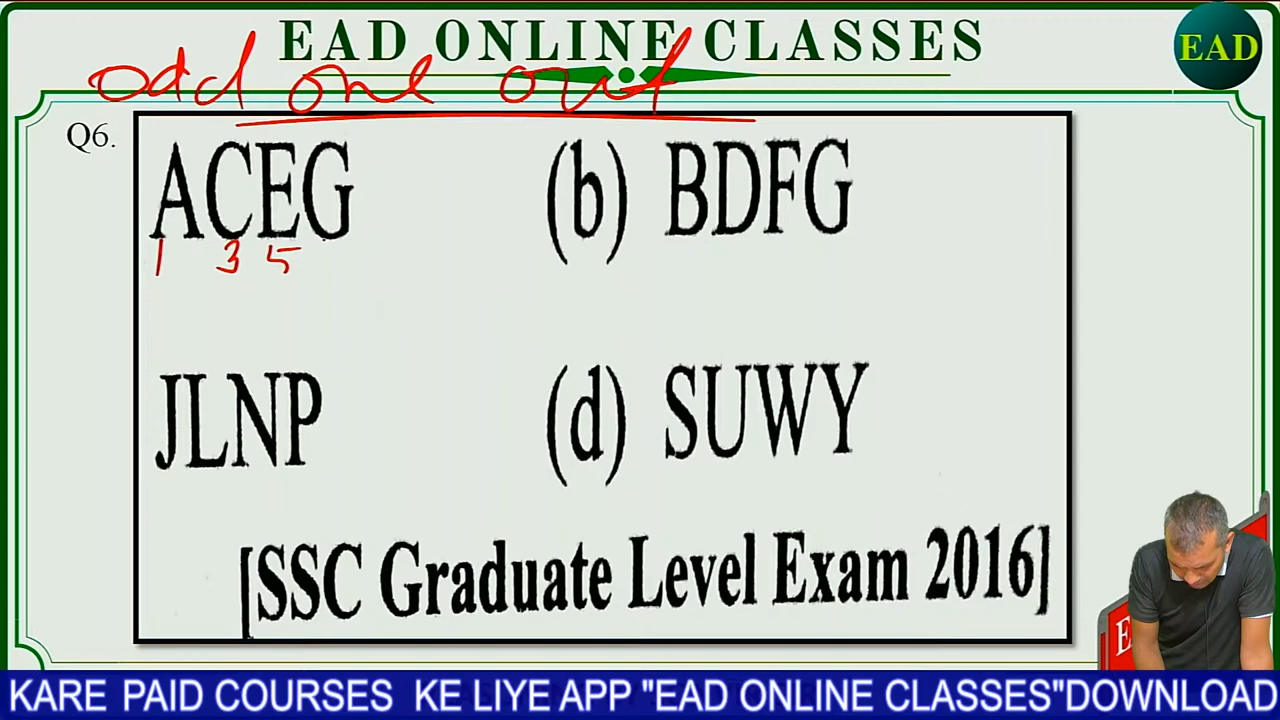 EAD ONLINE CLASSES
EAD
odd one out
Q6.
ACEG (b) BDFG
1 3 5
JLNP (d) SUWY
[SSC Graduate Level Exam 2016]
E
KARE PAID COURSES KE LIYE APP "EAD ONLINE CLASSES"DOWNLOAD